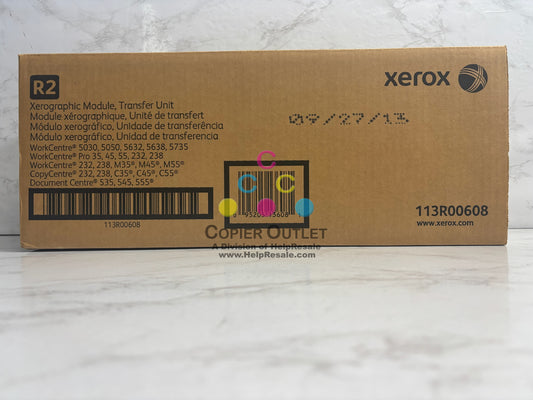 R2
xerox
Xerographic Module, Transfer Unit
Module xérographique, Unité de transfert
Módulo xerográfico, Unidade de transferência
Módulo xerográfico, Unidad de transferencia
WorkCentre® 5030, 5050, 5632, 5638, 5735
WorkCentre® Pro 35, 45, 55, 232, 238
WorkCentre® 232, 238, M35®, M45®, M55®
CopyCentre® 232, 238, C35®, C45®, C55®
Document Centre® 535, 545, 555®
09/27/13
113R00608
C
C C
COPIER OUTLET
A Division of HelpResale
www.HelpResale.com
113R00608
www.xerox.com